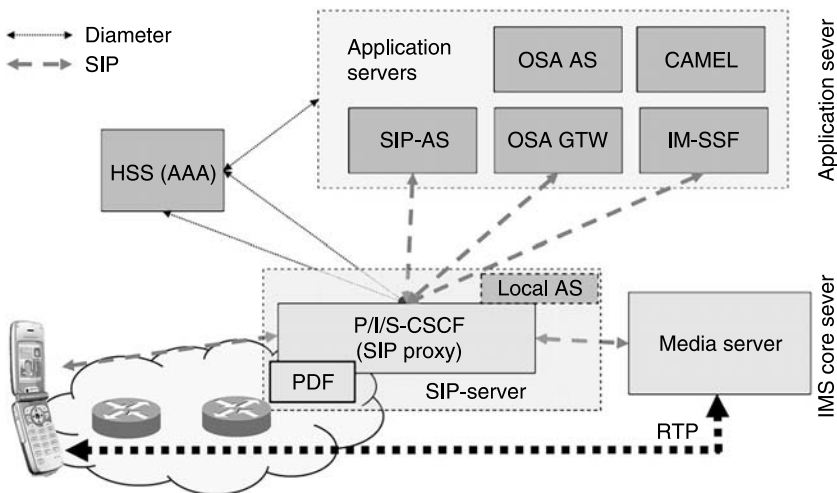 Diameter
SIP
Application
servers
OSA AS
CAMEL
SIP-AS
OSA GTW
IM-SSF
HSS (AAA)
Application sever
Local AS
P/I/S-CSCF
(SIP proxy)
PDF
SIP-server
Media server
IMS core sever
RTP